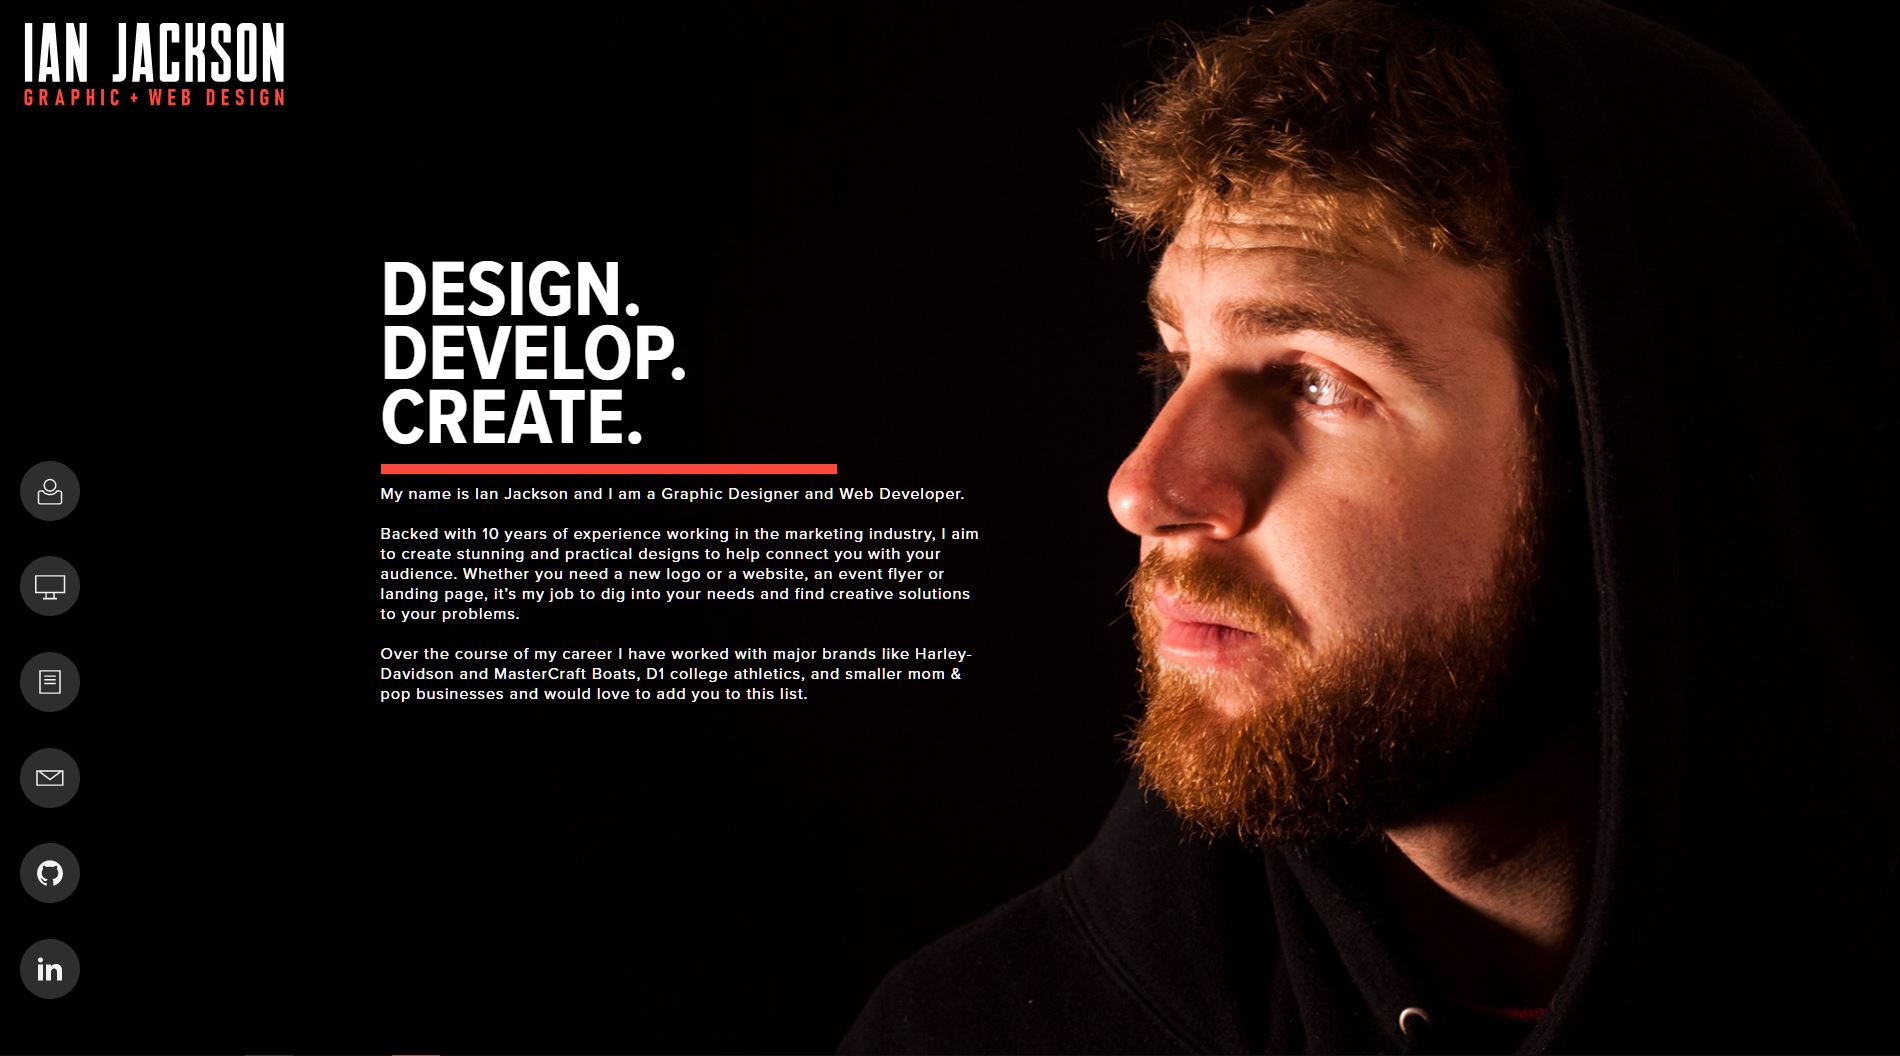 IAN JACKSON
GRAPHIC + WEB DESIGN
DESIGN.
DEVELOP.
CREATE.
My name is Ian Jackson and I am a Graphic Designer and Web Developer.
Backed with 10 years of experience working in the marketing industry, I aim
to create stunning and practical designs to help connect you with your
audience. Whether you need a new logo or a website, an event flyer or
landing page, it’s my job to dig into your needs and find creative solutions
to your problems.
Over the course of my career I have worked with major brands like Harley-
Davidson and MasterCraft Boats, D1 college athletics, and smaller mom &
pop businesses and would love to add you to this list.
in